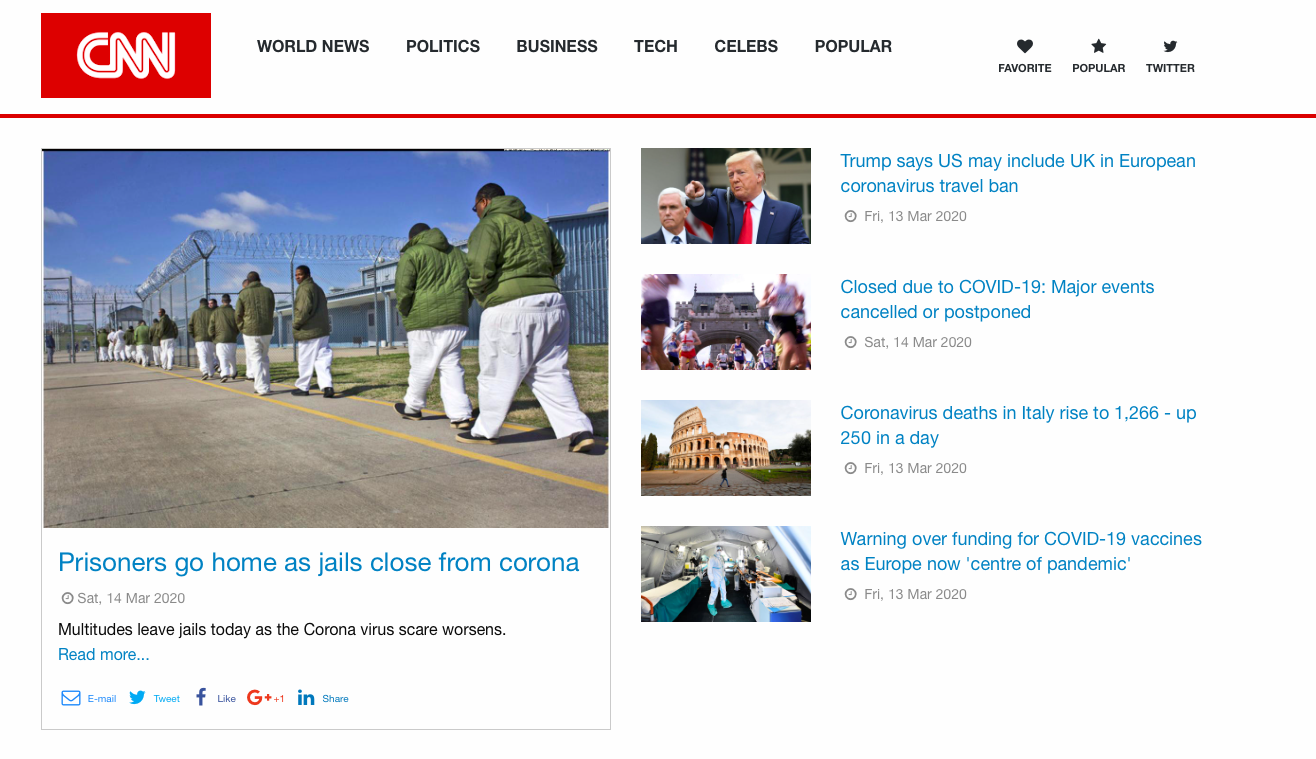 CNN
WORLD NEWS
POLITICS
BUSINESS
TECH
CELEBS
POPULAR
FAVORITE
POPULAR
TWITTER
Prisoners go home as jails close from corona
Sat, 14 Mar 2020
Multitudes leave jails today as the Corona virus scare worsens.
Read more...
E-mail
Tweet
Like
G+ +1
in Share
Trump says US may include UK in European
coronavirus travel ban
Fri, 13 Mar 2020
Closed due to COVID-19: Major events
cancelled or postponed
Sat, 14 Mar 2020
Coronavirus deaths in Italy rise to 1,266 - up
250 in a day
Fri, 13 Mar 2020
Warning over funding for COVID-19 vaccines
as Europe now 'centre of pandemic'
Fri, 13 Mar 2020